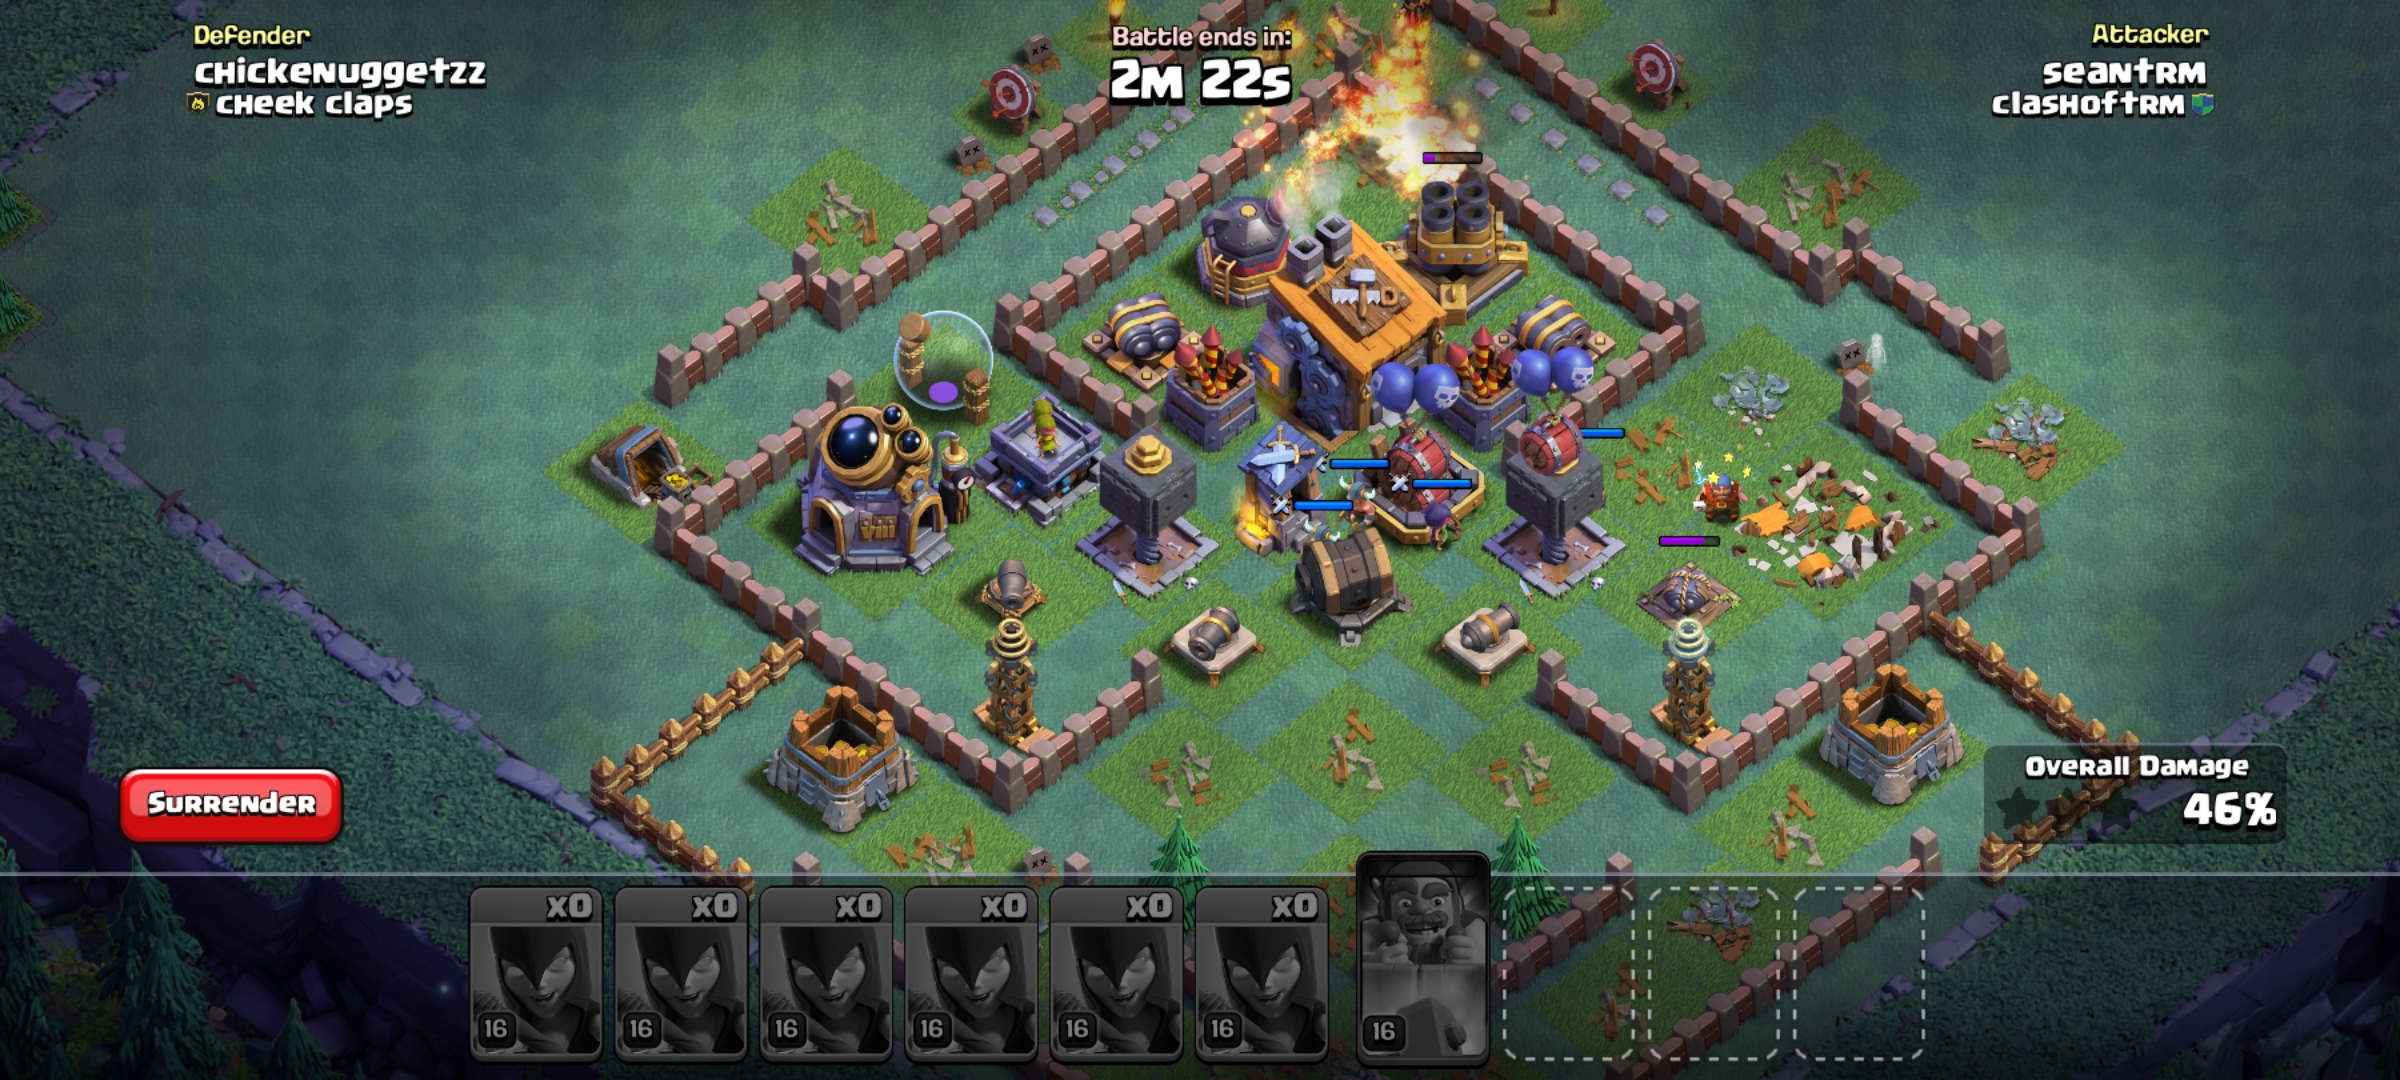 Defender
cHickeNuggetzz
cHeek claps
Battle ends in:
2M 22s
Attacker
seantRM
clasHoftRM
VIII
Surrender
Overall Damage
46%
x0
x0
x0
x0
x0
x0
16
16
16
16
16
16
16